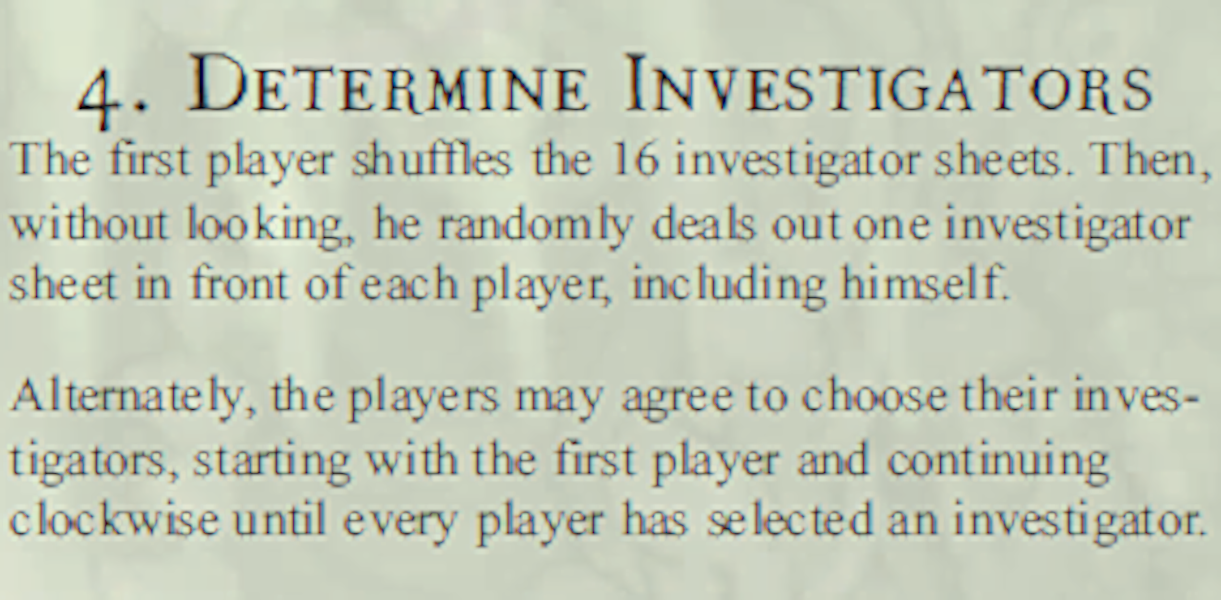 4. Determine Investigators
The first player shuffles the 16 investigator sheets. Then,
without looking, he randomly deals out one investigator
sheet in front of each player, including himself.
Alternately, the players may agree to choose their inves-
tigators, starting with the first player and continuing
clockwise until every player has selected an investigator.